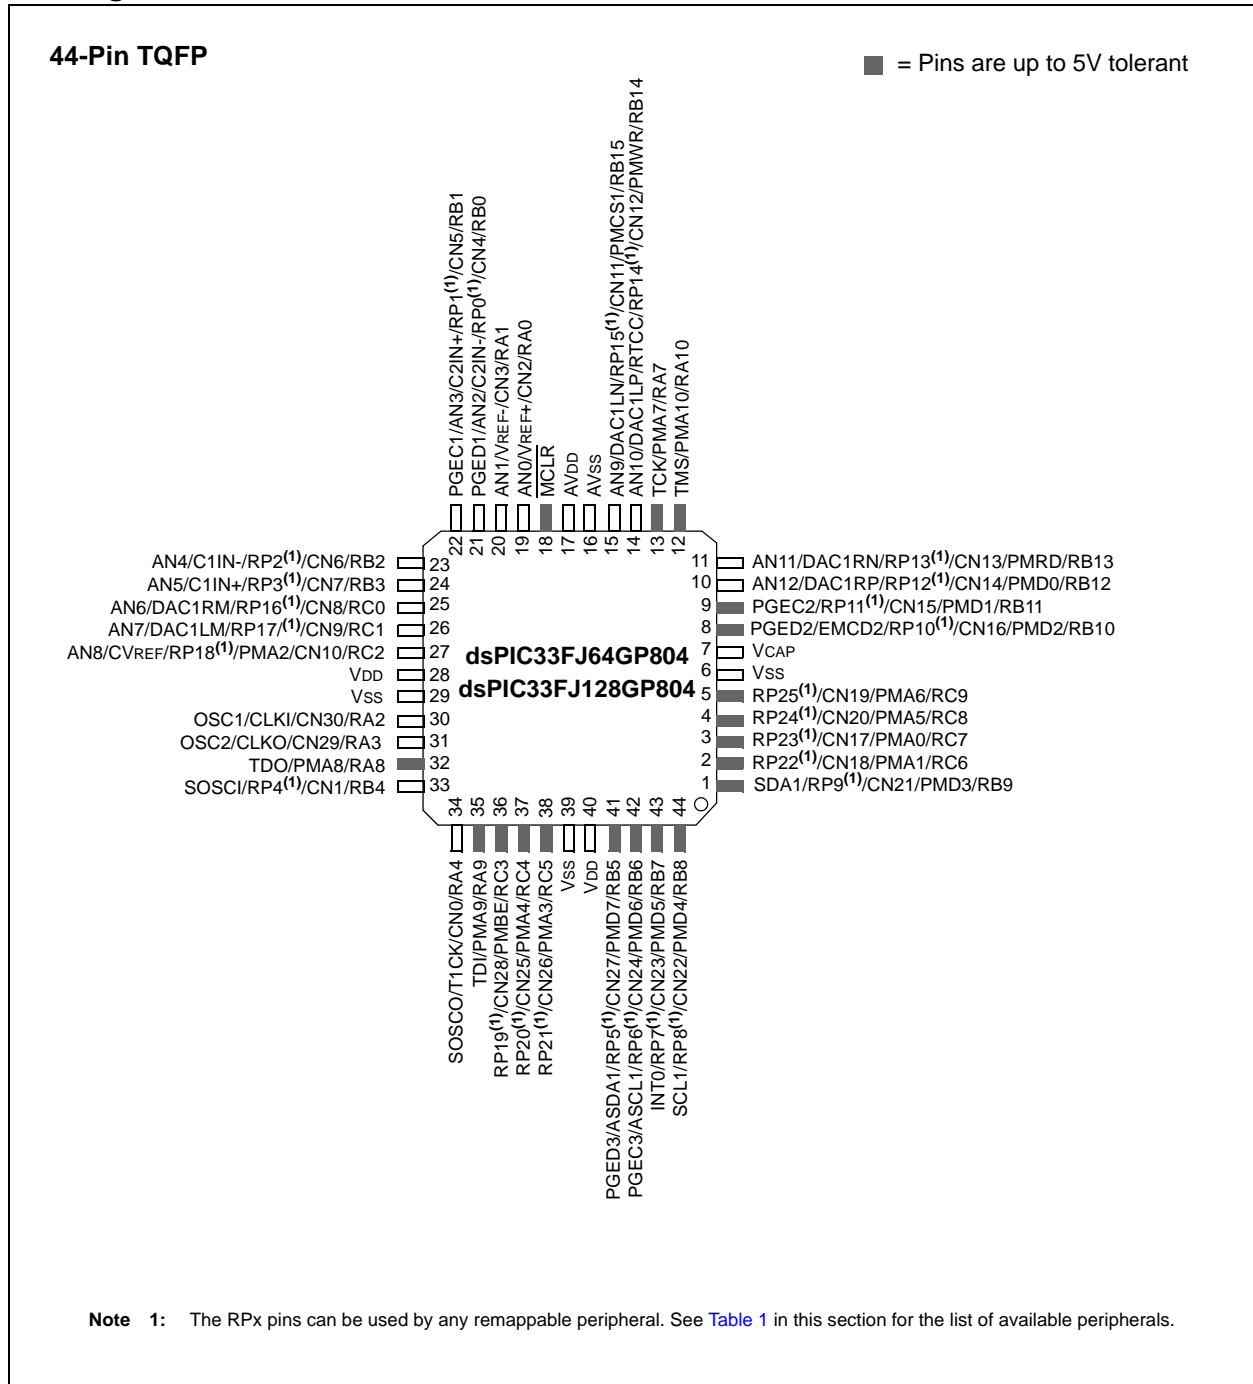 44-Pin TQFP
= Pins are up to 5V tolerant
PGEC1/AN3/C2IN+/RP1(1)/CN5/RB1
PGED1/AN2/C2IN-/RP0(1)/CN4/RB0
AN1/VREF-/CN3/RA1
AN0/VREF+/CN2/RA0
MCLR
AVDD
AVSS
AN9/DAC1LN/RP15(1)/CN11/PMCS1/RB15
AN10/DAC1LP/RTCC/RP14(1)/CN12/PMWR/RB14
TCK/PMA7/RA7
TMS/PMA10/RA10
22 21 20 19 18 17 16 15 14 13 12
AN4/C1IN-/RP2(1)/CN6/RB2 23
AN5/C1IN+/RP3(1)/CN7/RB3 24
AN6/DAC1RM/RP16(1)/CN8/RC0 25
AN7/DAC1LM/RP17/(1)/CN9/RC1 26
AN8/CVREF/RP18(1)/PMA2/CN10/RC2 27
VDD 28
VSS 29
OSC1/CLKI/CN30/RA2 30
OSC2/CLKO/CN29/RA3 31
TDO/PMA8/RA8 32
SOSCI/RP4(1)/CN1/RB4 33
dsPIC33FJ64GP804
dsPIC33FJ128GP804
11 AN11/DAC1RN/RP13(1)/CN13/PMRD/RB13
10 AN12/DAC1RP/RP12(1)/CN14/PMD0/RB12
9 PGEC2/RP11(1)/CN15/PMD1/RB11
8 PGED2/EMCD2/RP10(1)/CN16/PMD2/RB10
7 VCAP
6 VSS
5 RP25(1)/CN19/PMA6/RC9
4 RP24(1)/CN20/PMA5/RC8
3 RP23(1)/CN17/PMA0/RC7
2 RP22(1)/CN18/PMA1/RC6
1 SDA1/RP9(1)/CN21/PMD3/RB9
34 35 36 37 38 39 40 41 42 43 44
SOSCO/T1CK/CN0/RA4
TDI/PMA9/RA9
RP19(1)/CN28/PMBE/RC3
RP20(1)/CN25/PMA4/RC4
RP21(1)/CN26/PMA3/RC5
VSS
VDD
PGED3/ASDA1/RP5(1)/CN27/PMD7/RB5
PGEC3/ASCL1/RP6(1)/CN24/PMD6/RB6
INT0/RP7(1)/CN23/PMD5/RB7
SCL1/RP8(1)/CN22/PMD4/RB8
Note 1: The RPx pins can be used by any remappable peripheral. See Table 1 in this section for the list of available peripherals.